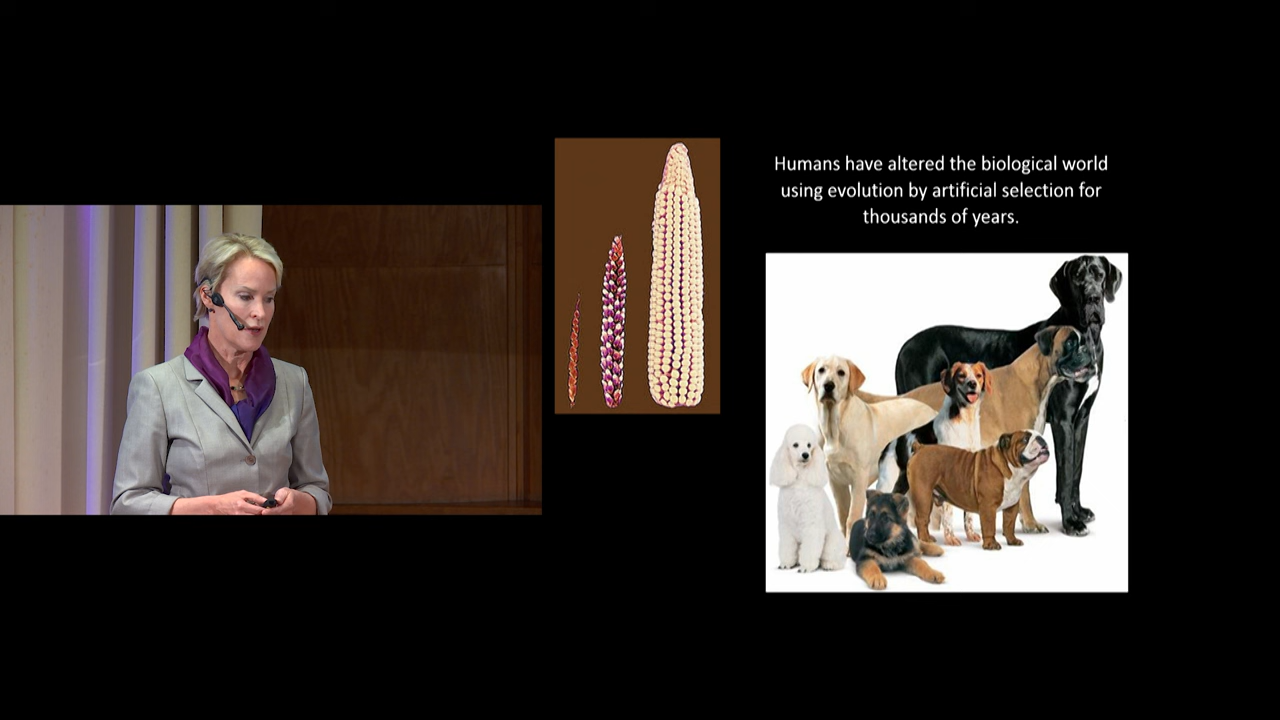 Humans have altered the biological world
using evolution by artificial selection for
thousands of years.